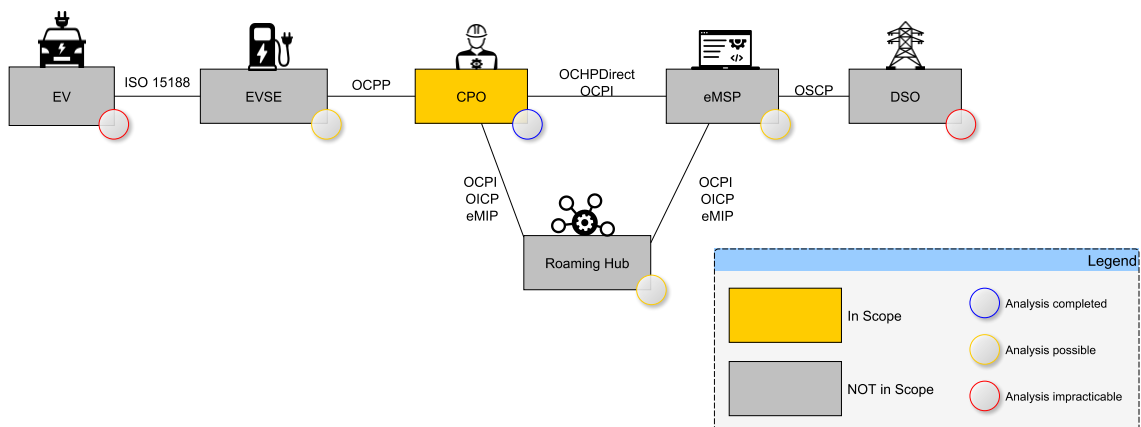 ISO 15188
OCPP
OCHPDirect
OCPI
OSCP
EV
EVSE
CPO
eMSP
</>
DSO
OCPI
OICP
eMIP
OCPI
OICP
eMIP
Roaming Hub
Legend
In Scope
NOT in Scope
Analysis completed
Analysis possible
Analysis impracticable